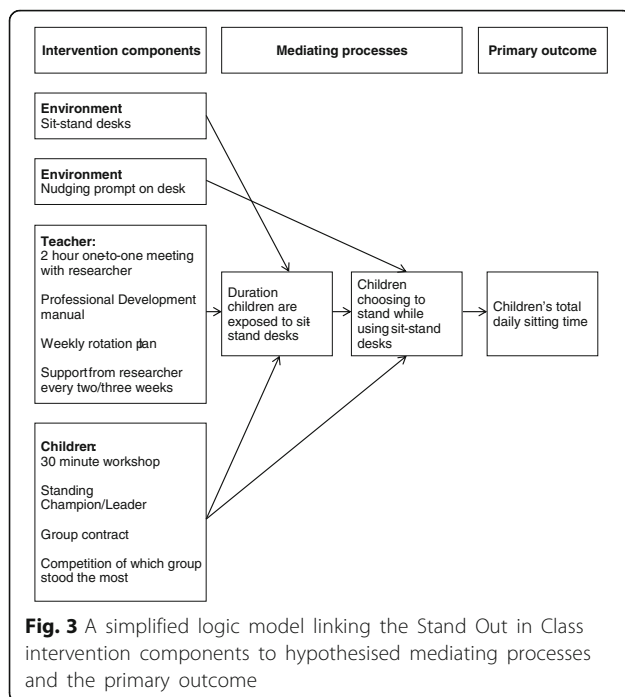 Intervention components
Mediating processes
Primary outcome
Environment
Sit-stand desks
Environment
Nudging prompt on desk
Teacher:
2 hour one-to-one meeting
with researcher
Professional Development
manual
Weekly rotation plan
Support from researcher
every two/three weeks
Duration
children are
exposed to sit-
stand desks
Children
choosing to
stand while
using sit-stand
desks
Children's total
daily sitting time
Children:
30 minute workshop
Standing
Champion/Leader
Group contract
Competition of which group
stood the most
Fig. 3 A simplified logic model linking the Stand Out in Class
intervention components to hypothesised mediating processes
and the primary outcome